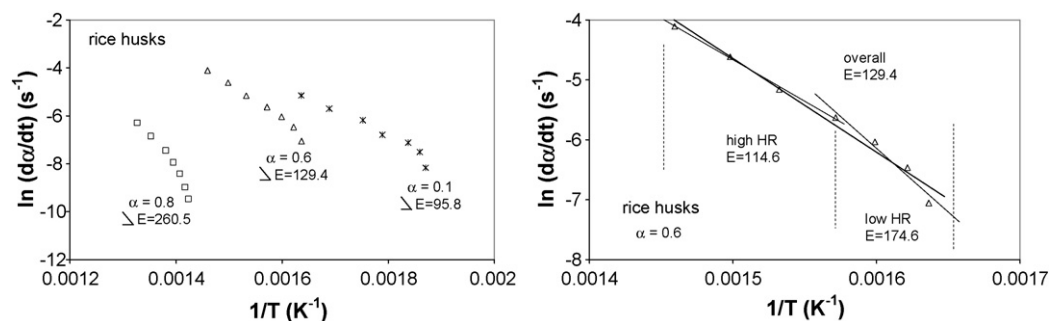 -2
-4
-6
-8
-10
-12
ln (dα/dt) (s-1)
rice husks
α = 0.6
E=129.4
α = 0.1
E=95.8
α = 0.8
E=260.5
0.0012 0.0014 0.0016 0.0018 0.002
1/T (K-1)
-4
-5
-6
-7
-8
ln (dα/dt) (s-1)
overall
E=129.4
high HR
E=114.6
rice husks
α = 0.6
low HR
E=174.6
0.0014 0.0015 0.0016 0.0017
1/T (K-1)